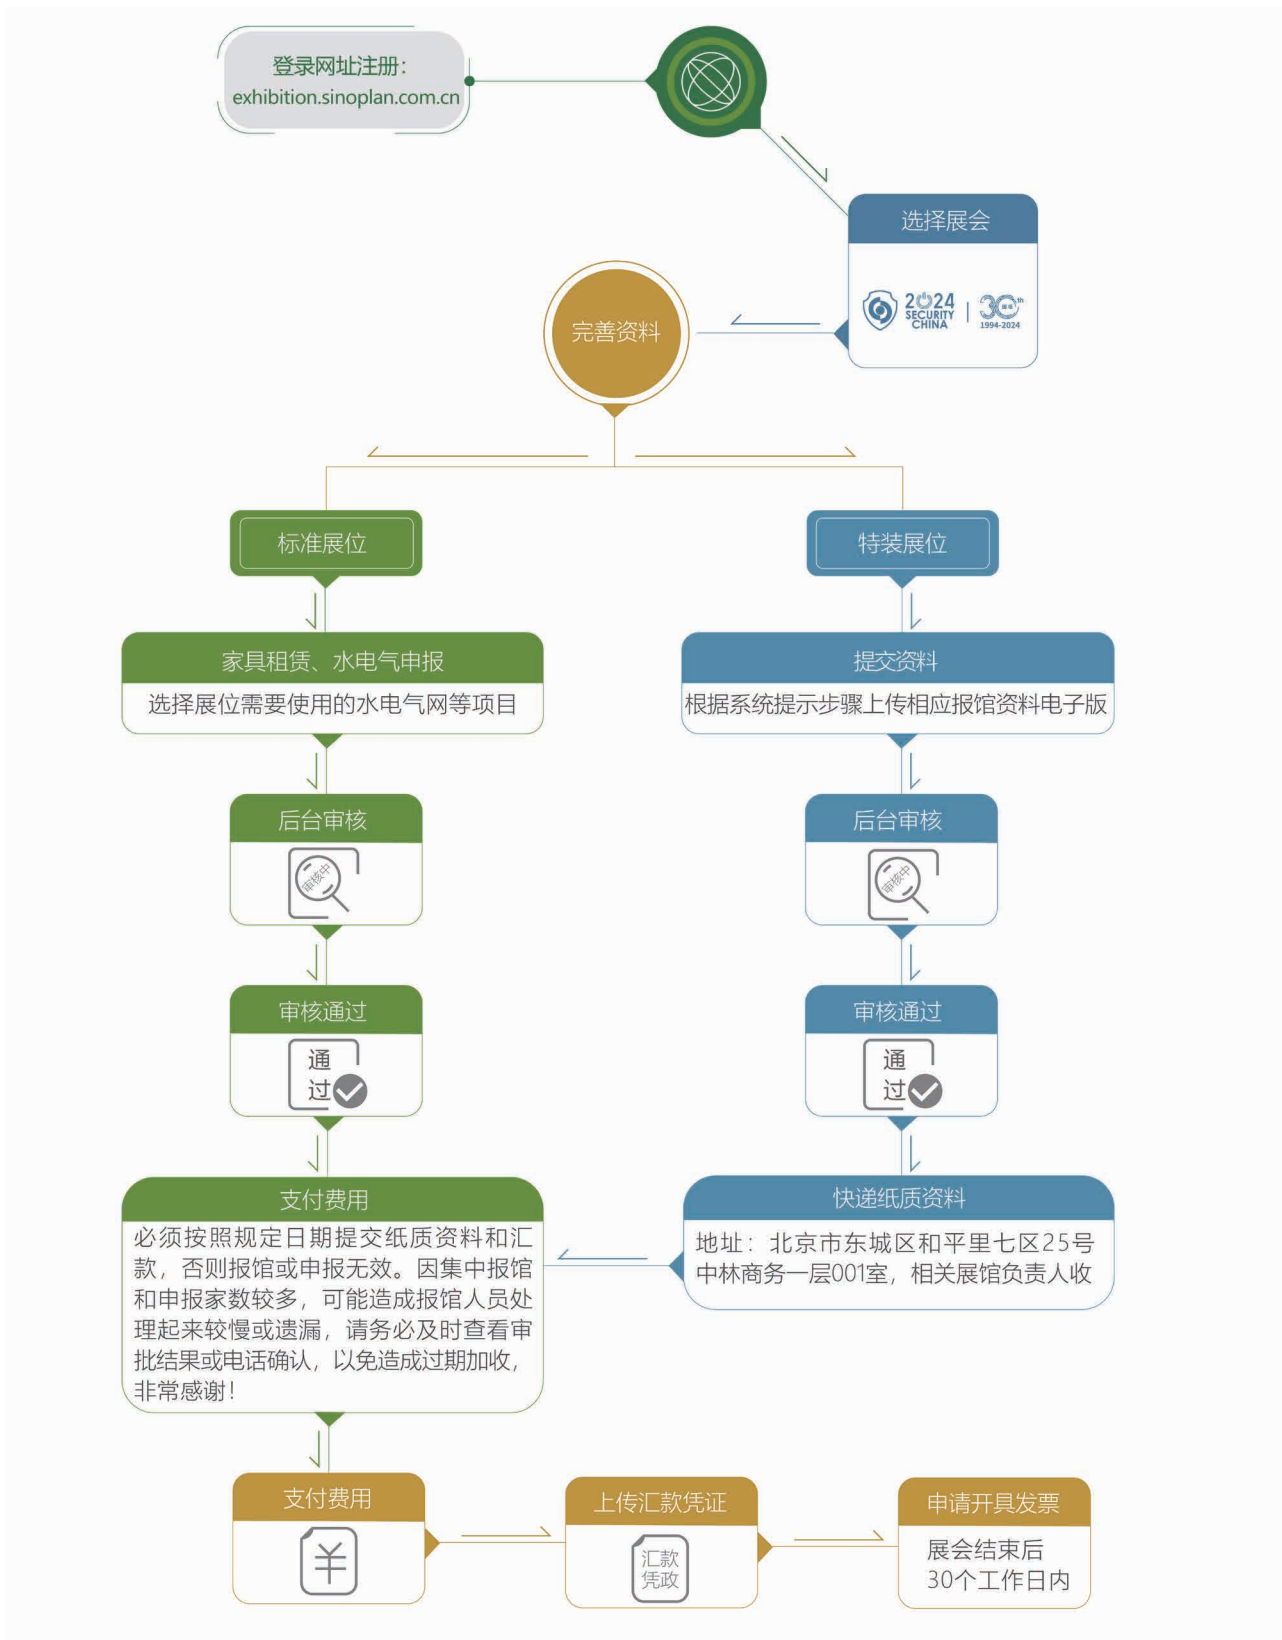 登录网址注册：
exhibition.sinoplan.com.cn
选择展会
2024
SECURITY
CHINA
30th
1994-2024
完善资料
标准展位
特装展位
家具租赁、水电气申报
选择展位需要使用的水电气网等项目
提交资料
根据系统提示步骤上传相应报馆资料电子版
后台审核
审核中
后台审核
审核中
审核通过
通
过
审核通过
通
过
支付费用
必须按照规定日期提交纸质资料和汇
款，否则报馆或申报无效。因集中报馆
和申报家数较多，可能造成报馆人员处
理起来较慢或遗漏，请务必及时查看审
批结果或电话确认，以免造成过期加收，
非常感谢！
快递纸质资料
地址：北京市东城区和平里七区25号
中林商务一层001室，相关展馆负责人收
支付费用
上传汇款凭证
汇款
凭政
申请开具发票
展会结束后
30个工作日内